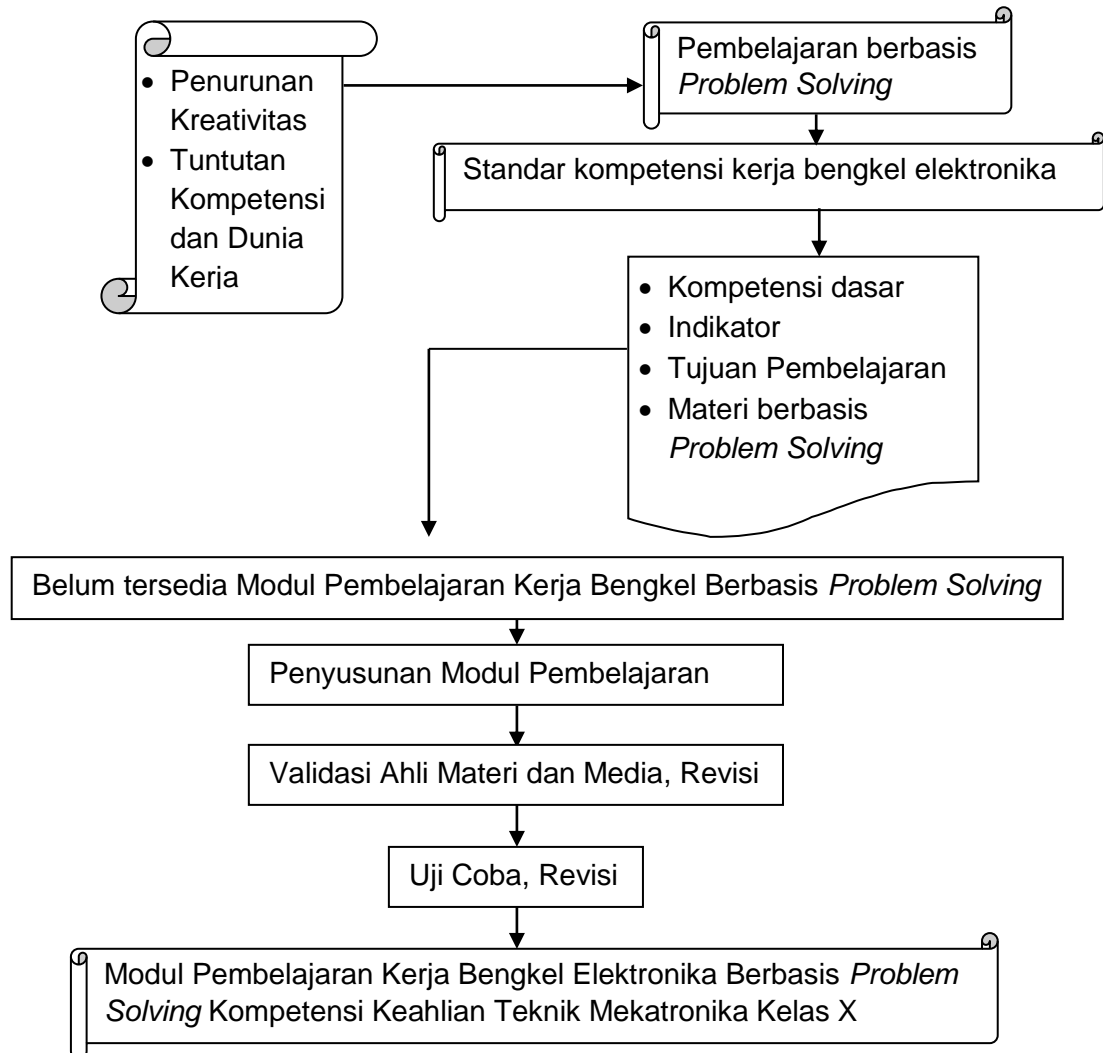 • Penurunan
Kreativitas
• Tuntutan
Kompetensi
dan Dunia
Kerja
Pembelajaran berbasis
Problem Solving
Standar kompetensi kerja bengkel elektronika
• Kompetensi dasar
• Indikator
• Tujuan Pembelajaran
• Materi berbasis
Problem Solving
Belum tersedia Modul Pembelajaran Kerja Bengkel Berbasis Problem Solving
Penyusunan Modul Pembelajaran
Validasi Ahli Materi dan Media, Revisi
Uji Coba, Revisi
Modul Pembelajaran Kerja Bengkel Elektronika Berbasis Problem
Solving Kompetensi Keahlian Teknik Mekatronika Kelas X